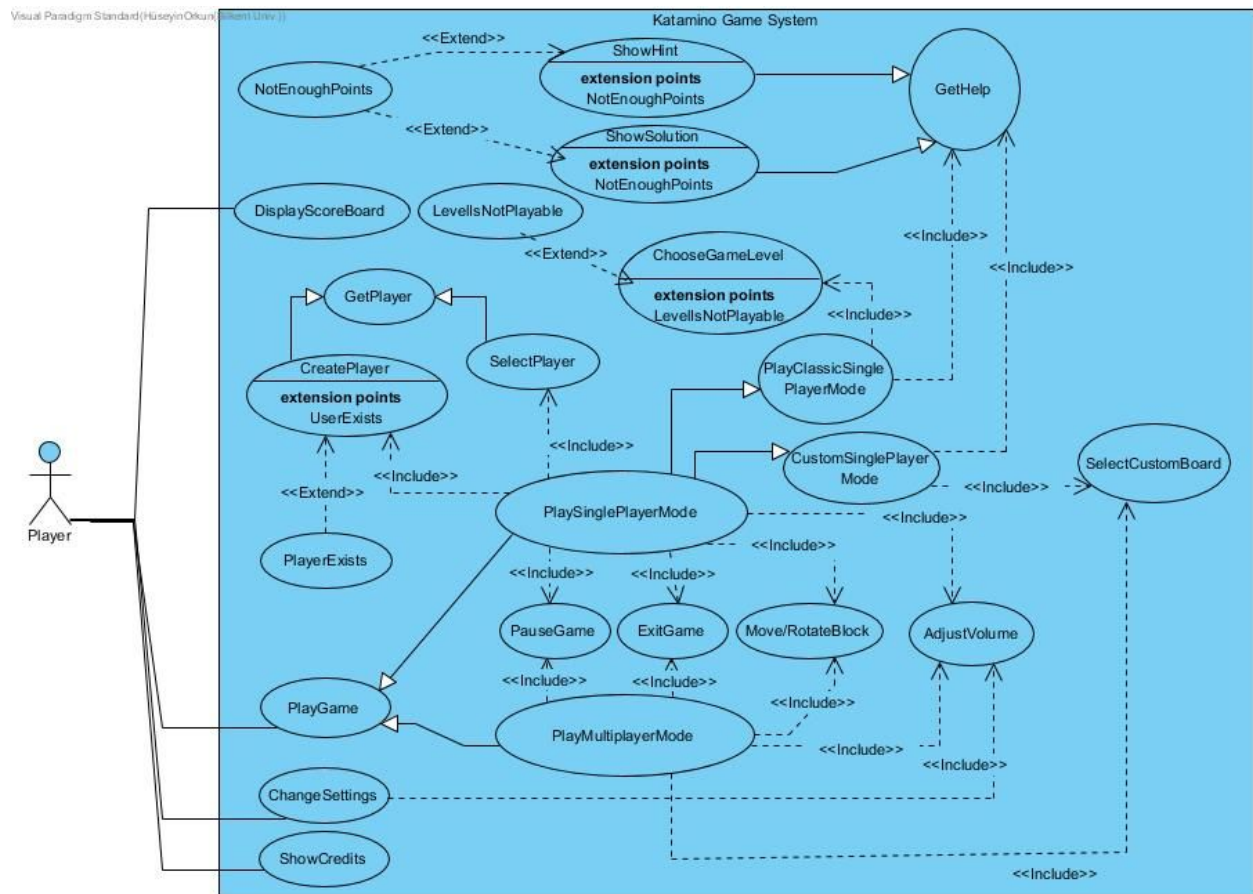 Visual Paradigm Standard(HüseyinOrkun(Bilkent Univ.))
Katamino Game System
<<Extend>>
ShowHint
extension points
NotEnoughPoints
NotEnoughPoints
GetHelp
<<Extend>>
ShowSolution
extension points
NotEnoughPoints
DisplayScoreBoard
LevelIsNotPlayable
<<Include>>
<<Extend>>
ChooseGameLevel
extension points
LevelIsNotPlayable
<<Include>>
GetPlayer
<<Include>>
CreatePlayer
extension points
UserExists
SelectPlayer
PlayClassicSingle
PlayerMode
<<Include>>
<<Include>>
CustomSinglePlayer
Mode
SelectCustomBoard
<<Include>>
<<Extend>>
PlaySinglePlayerMode
<<Include>>
Player
<<Include>>
PlayerExists
<<Include>>
<<Include>>
<<Include>>
PauseGame
ExitGame
Move/RotateBlock
AdjustVolume
<<Include>>
<<Include>>
<<Include>>
PlayGame
PlayMultiplayerMode
<<Include>>
<<Include>>
ChangeSettings
ShowCredits
<<Include>>